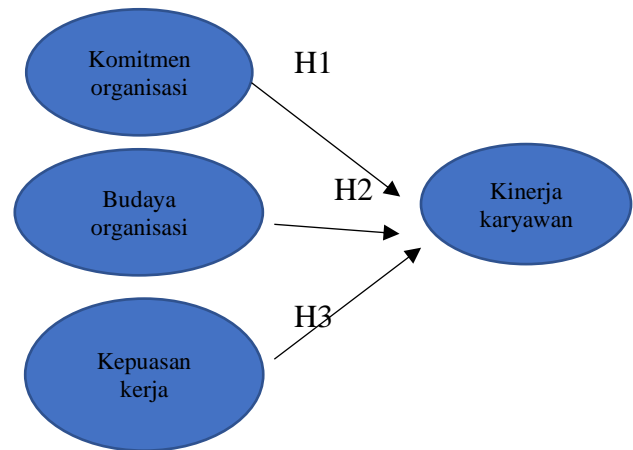 Komitmen
organisasi
H1
Budaya
organisasi
H2
Kinerja
karyawan
H3
Kepuasan
kerja